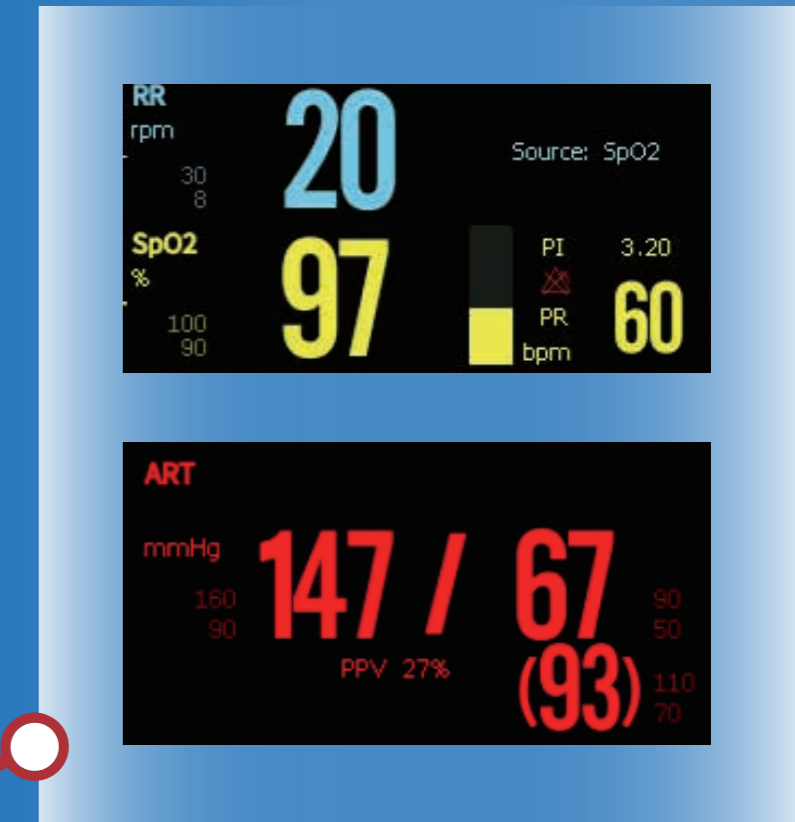 RR
rpm
20
Source: SpO2
30
8
SpO2
%
97
100
90
PI 3.20
PR
bpm
60
ART
mmHg
147 / 67
160
90
90
50
PPV 27%
(93)
110
70